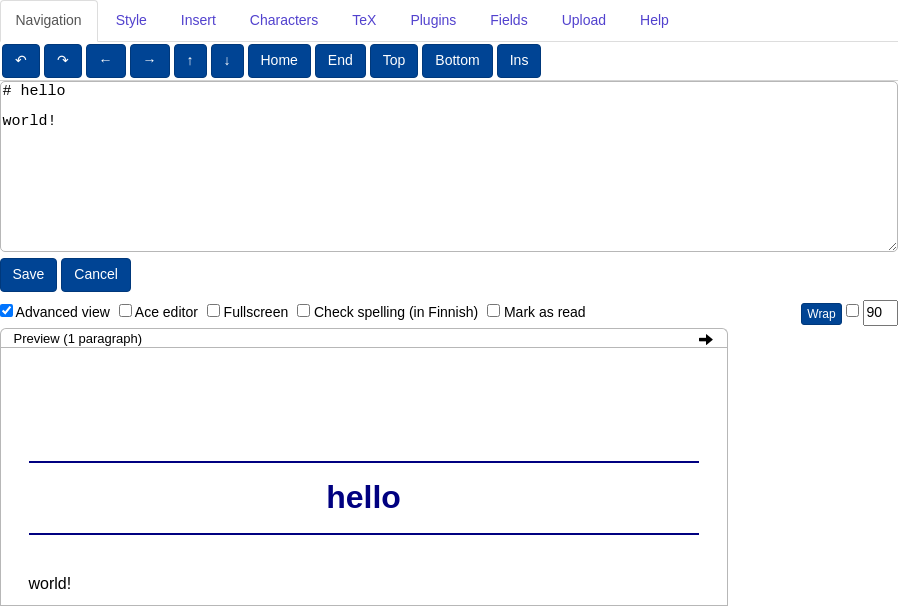 Navigation Style Insert Characters TeX Plugins Fields Upload Help
↶ ↷ ← → ↑ ↓ Home End Top Bottom Ins
# hello
world!
Save Cancel
Advanced view Ace editor Fullscreen Check spelling (in Finnish) Mark as read Wrap 90
Preview (1 paragraph)
hello
world!